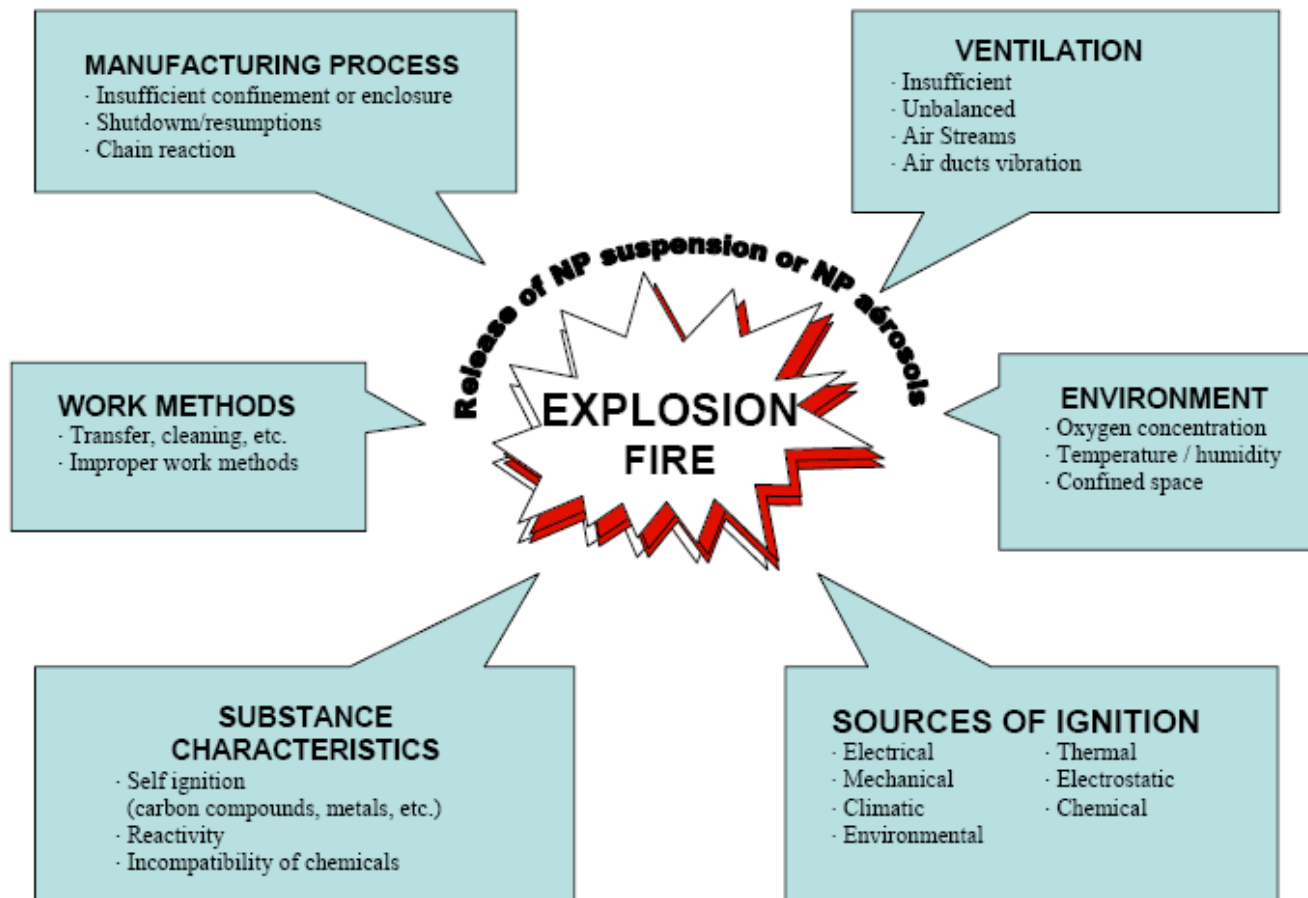 MANUFACTURING PROCESS
· Insufficient confinement or enclosure
· Shutdowm/resumptions
· Chain reaction
VENTILATION
· Insufficient
· Unbalanced
· Air Streams
· Air ducts vibration
Release of NP suspension or NP aérosols
EXPLOSION
FIRE
WORK METHODS
· Transfer, cleaning, etc.
· Improper work methods
ENVIRONMENT
· Oxygen concentration
· Temperature / humidity
· Confined space
SUBSTANCE
CHARACTERISTICS
· Self ignition
(carbon compounds, metals, etc.)
· Reactivity
· Incompatibility of chemicals
SOURCES OF IGNITION
· Electrical · Thermal
· Mechanical · Electrostatic
· Climatic · Chemical
· Environmental